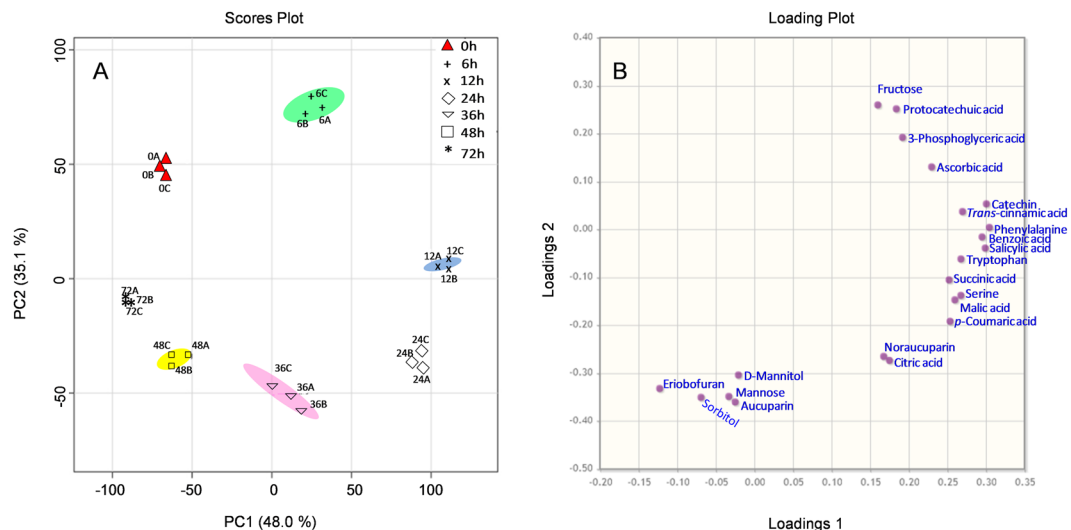 Scores Plot
A
0h
6h
12h
24h
36h
48h
72h
100
50
0
-50
-100
-50
0
50
100
PC2 (35.1 %)
PC1 (48.0 %)
6C
6B
6A
0A
0B
0C
12A
12C
12B
72A
72B
72C
48C
48A
48B
36C
36A
36B
24C
24B
24A
Loading Plot
B
0.40
0.30
0.20
0.10
0.00
-0.10
-0.20
-0.30
-0.40
-0.50
-0.20
-0.15
-0.10
-0.05
0.00
0.05
0.10
0.15
0.20
0.25
0.30
0.35
Loadings 2
Loadings 1
Fructose
Protocatechuic acid
3-Phosphoglyceric acid
Ascorbic acid
Catechin
Trans-cinnamic acid
Phenylalanine
Benzoic acid
Salicylic acid
Tryptophan
Succinic acid
Serine
Malic acid
p-Coumaric acid
Noraucuparin
Citric acid
D-Mannitol
Eriobofuran
Mannose
Sorbitol
Aucuparin